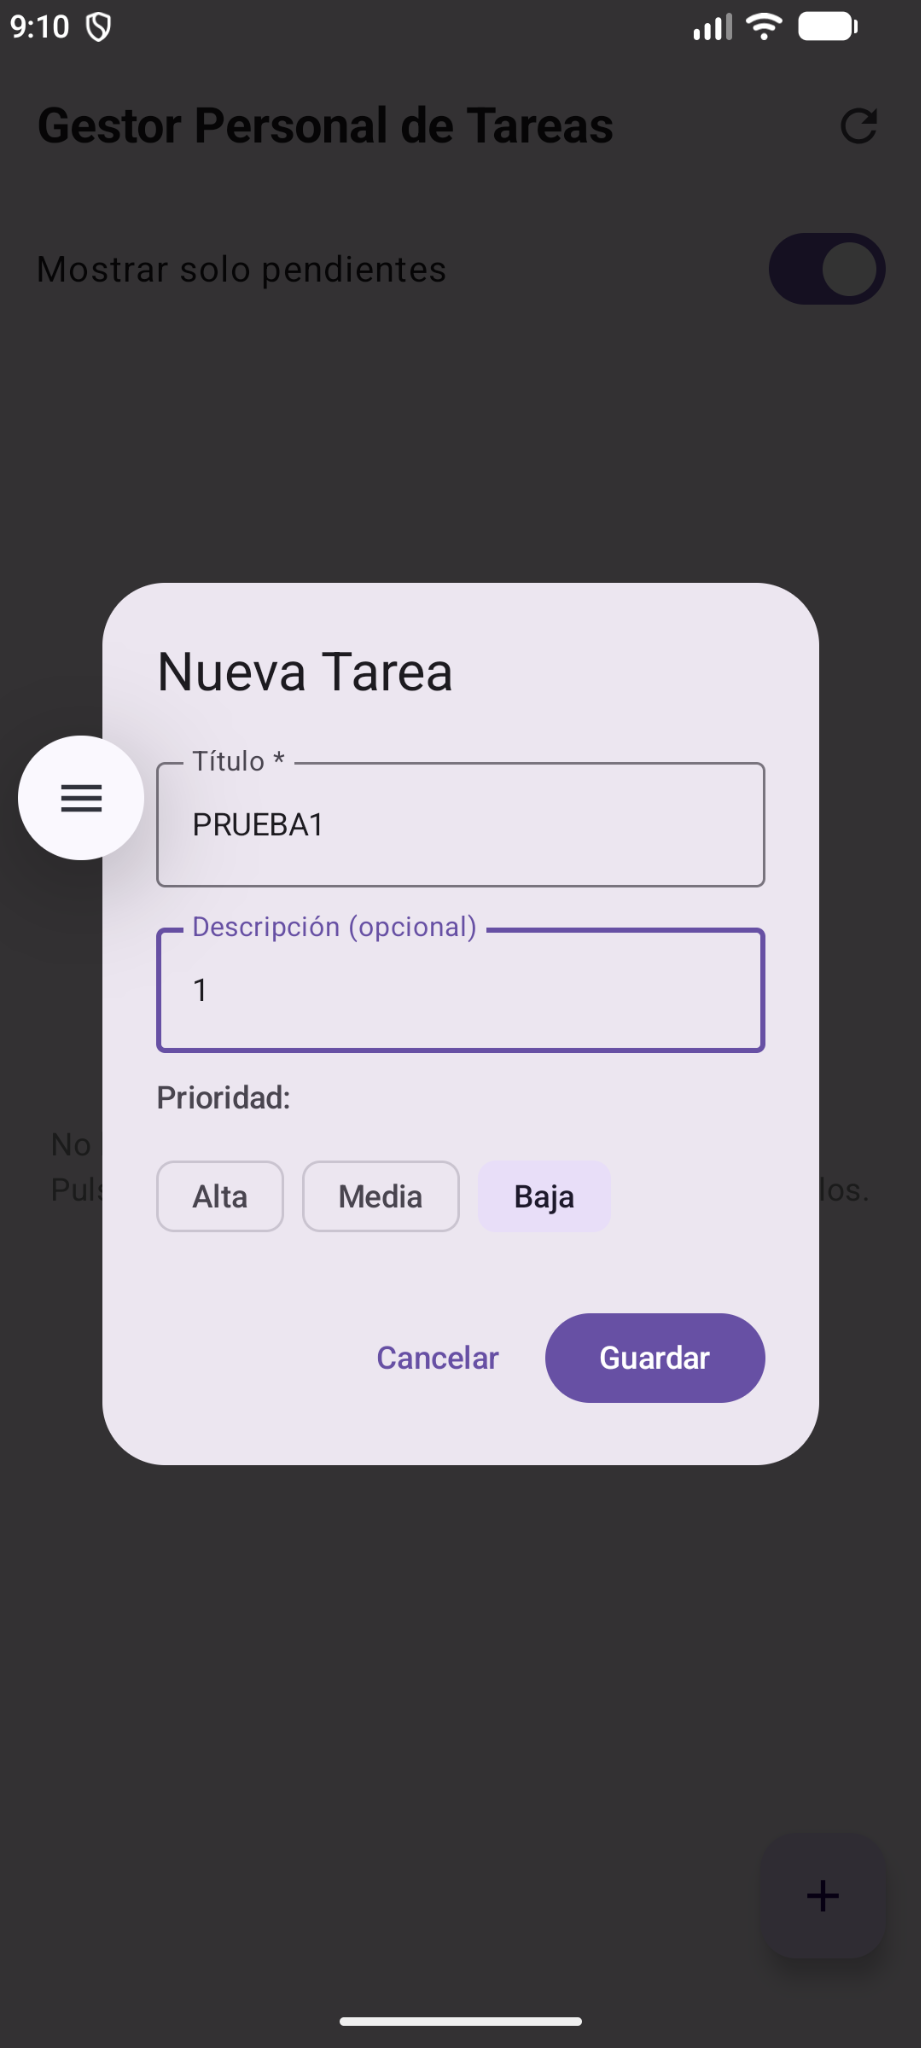 9:10
Gestor Personal de Tareas
Mostrar solo pendientes
Nueva Tarea
Título *
PRUEBA1
Descripción (opcional)
1
Prioridad:
No
Alta Media Baja
Cancelar Guardar